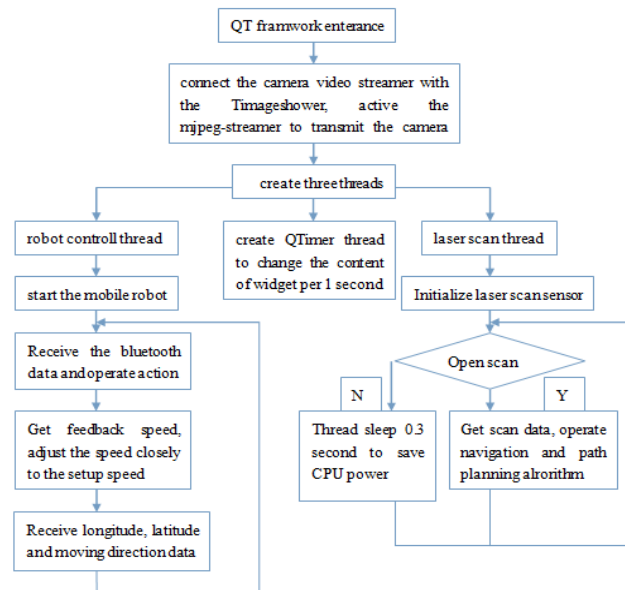 QT framwork enterance
connect the camera video streamer with
the Timageshower, active the
mjpeg-streamer to transmit the camera
create three threads
robot controll thread
create QTimer thread
to change the content
of widget per 1 second
laser scan thread
start the mobile robot
Initialize laser scan sensor
Receive the bluetooth
data and operate action
Open scan
N
Y
Get feedback speed,
adjust the speed closely
to the setup speed
Thread sleep 0.3
second to save
CPU power
Get scan data, operate
navigation and path
planning alrorithm
Receive longitude, latitude
and moving direction data